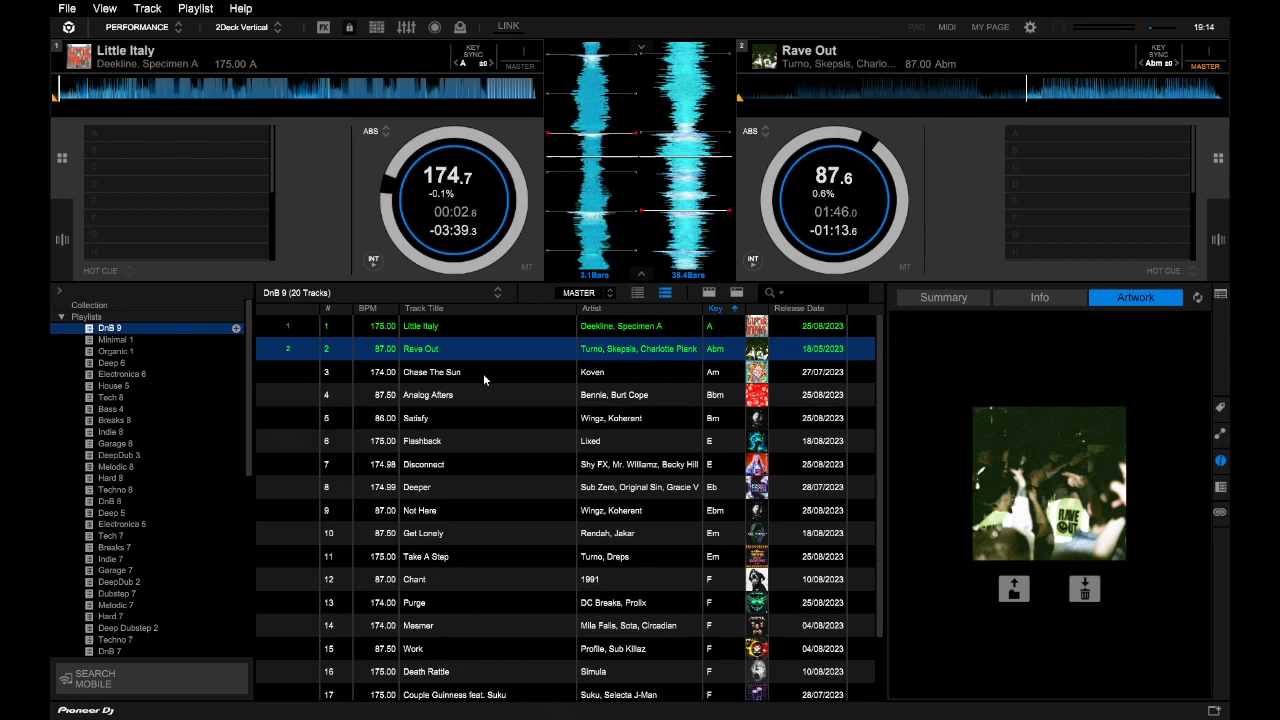 File View Track Playlist Help
PERFORMANCE 2Deck Vertical FX LINK PAD MIDI MY PAGE 19:14
1 Little Italy
Deekline, Specimen A 175.00 A
KEY SYNC
A ±0 MASTER
2 Rave Out
Turno, Skepsis, Charlo... 87.00 Abm
KEY SYNC
Abm ±0 MASTER
A
B
C
D
E
F
G
H
HOT CUE
ABS
174.7
-0.1%
00:02.8
-03:39.3
INT
MT
3.1Bars 38.4Bars
ABS
87.6
0.6%
01:46.0
-01:13.6
INT
MT
A
B
C
D
E
F
G
H
HOT CUE
Collection
Playlists
DnB 9
Minimal 1
Organic 1
Deep 6
Electronica 6
House 5
Tech 8
Bass 4
Breaks 8
Indie 8
Garage 8
DeepDub 3
Melodic 8
Hard 8
Techno 8
DnB 8
Deep 5
Electronica 5
Tech 7
Breaks 7
Indie 7
Garage 7
DeepDub 2
Dubstep 7
Melodic 7
Hard 7
Deep Dubstep 2
Techno 7
DnB 7
SEARCH
MOBILE
DnB 9 (20 Tracks) MASTER
# BPM Track Title Artist Key Release Date
1 1 175.00 Little Italy Deekline, Specimen A A 25/08/2023
2 2 87.00 Rave Out Turno, Skepsis, Charlotte Plank Abm 18/05/2023
3 174.00 Chase The Sun Koven Am 27/07/2023
4 87.50 Analog Afters Bennie, Burt Cope Bbm 25/08/2023
5 86.00 Satisfy Wingz, Koherent Bm 25/08/2023
6 175.00 Flashback Lixed E 18/08/2023
7 174.98 Disconnect Shy FX, Mr. Williamz, Becky Hill E 25/08/2023
8 174.99 Deeper Sub Zero, Original Sin, Gracie V Eb 28/07/2023
9 87.00 Not Here Wingz, Koherent Ebm 25/08/2023
10 87.50 Get Lonely Rendah, Jakar Em 18/08/2023
11 175.00 Take A Step Turno, Dreps Em 25/08/2023
12 87.00 Chant 1991 F 10/08/2023
13 174.00 Purge DC Breaks, Prolix F 25/08/2023
14 174.00 Mesmer Mila Falls, Sota, Circadian F 04/08/2023
15 87.50 Work Profile, Sub Killaz F 04/08/2023
16 175.00 Death Rattle Simula F 10/08/2023
17 175.00 Couple Guinness feat. Suku Suku, Selecta J-Man F 28/07/2023
Summary Info Artwork
RAVE
OUT
Pioneer Dj